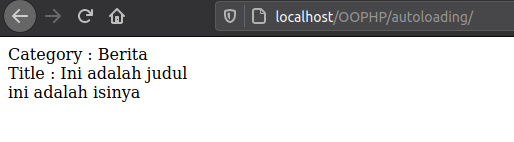 localhost/OOPHP/autoloading/
Category : Berita
Title : Ini adalah judul
ini adalah isinya